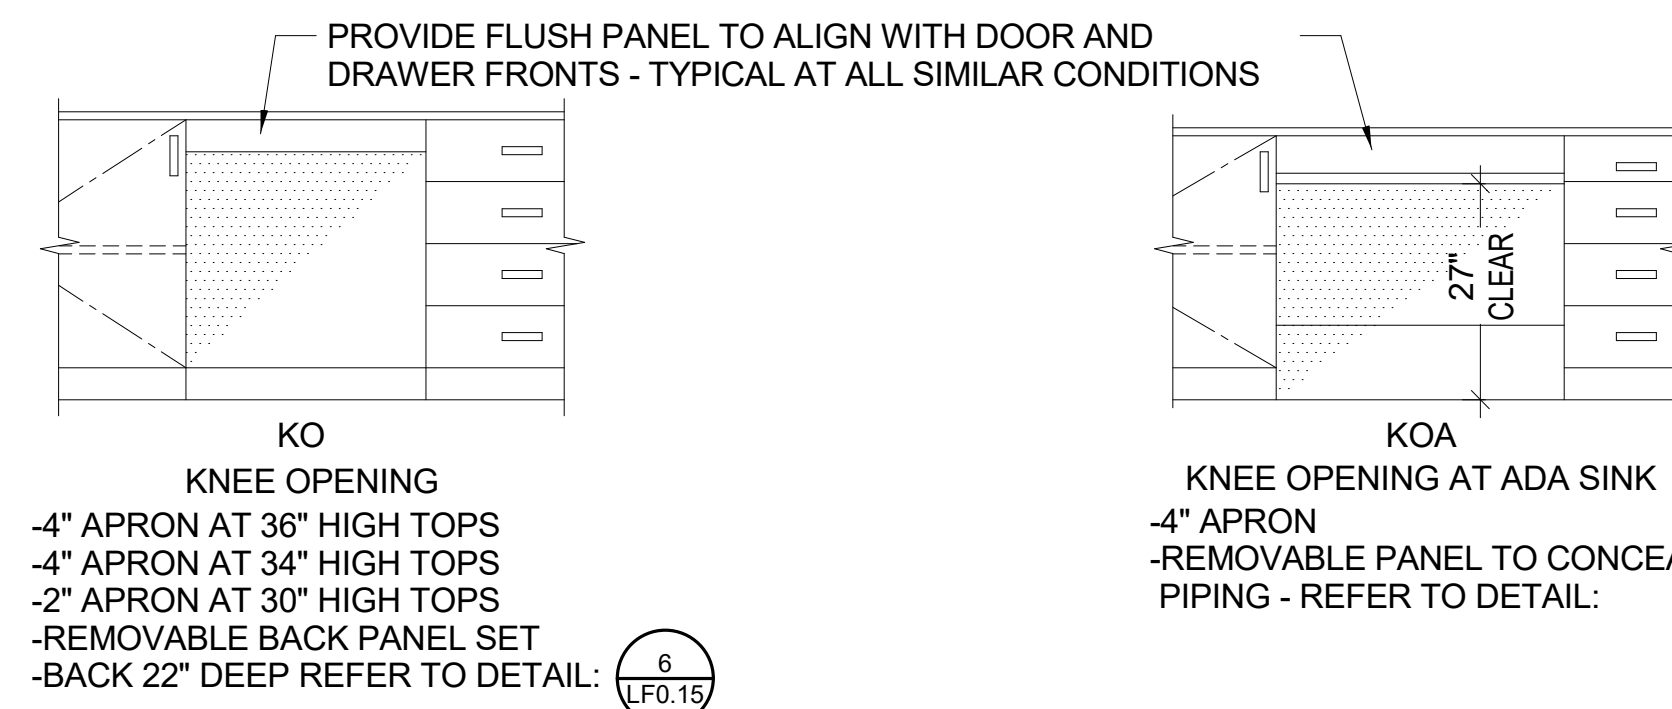 PROVIDE FLUSH PANEL TO ALIGN WITH DOOR AND
DRAWER FRONTS - TYPICAL AT ALL SIMILAR CONDITIONS
KO
KNEE OPENING
-4" APRON AT 36" HIGH TOPS
-4" APRON AT 34" HIGH TOPS
-2" APRON AT 30" HIGH TOPS
-REMOVABLE BACK PANEL SET
-BACK 22" DEEP REFER TO DETAIL:
6
LF0.15
27"
CLEAR
KOA
KNEE OPENING AT ADA SINK
-4" APRON
-REMOVABLE PANEL TO
PIPING - REFER TO DETAIL: